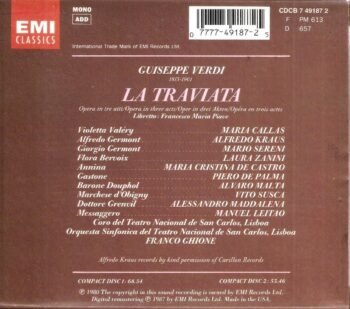 EMI
CLASSICS
MONO
ADD
International Trade Mark of EMI Records Ltd.
0 7777-49187-2 5
CDCB 7 49187 2
F PM 613
D 657
GUISEPPE VERDI
1813-1901
LA TRAVIATA
Opera in tre atti/Opera in three acts/Oper in drei Akten/Opéra en trois actes
Libretto: Francesco Maria Piave
Violetta Valéry MARIA CALLAS
Alfredo Germont ALFREDO KRAUS
Giorgio Germont MARIO SERENI
Flora Bervoix LAURA ZANINI
Annina MARIA CRISTINA DE CASTRO
Gastone PIERO DE PALMA
Barone Douphol ALVARO MALTA
Marchese d'Obigny VITO SUSCA
Dottore Grenvil ALESSANDRO MADDALENA
Messaggero MANUEL LEITAO
Coro del Teatro Nacional de San Carlos, Lisboa
Orquestra Sinfonica del Teatro Nacional de San Carlos, Lisboa
FRANCO GHIONE
Alfredo Kraus records by kind permission of Carillon Records
COMPACT DISC 1: 68.54 COMPACT DISC 2: 55.46
℗ 1980 The copyright in this sound recording is owned by EMI Records Ltd.
Digital remastering ℗ 1987 by EMI Records Ltd. Made in the USA.